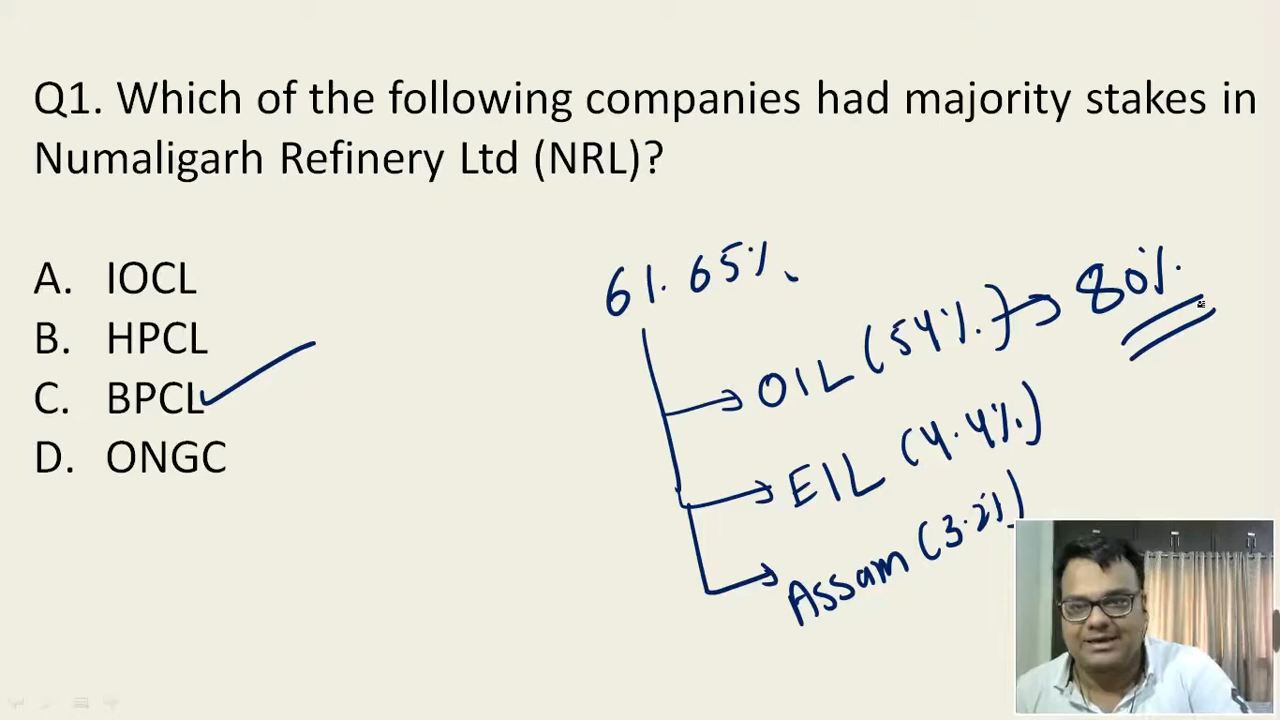 Q1. Which of the following companies had majority stakes in
Numaligarh Refinery Ltd (NRL)?
A. IOCL
B. HPCL
C. BPCL
D. ONGC
61.65%
OIL (54%) → 80%
EIL (4.4%)
Assam (3.2%)